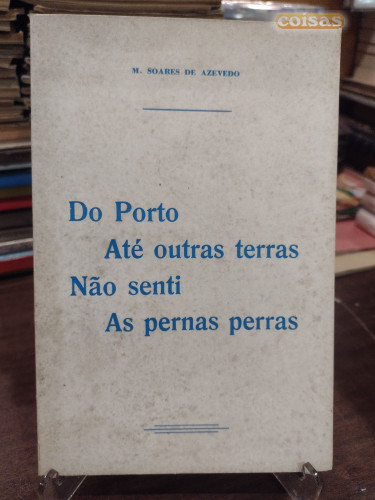 coisas
M. SOARES DE AZEVEDO
Do Porto
Até outras terras
Não senti
As pernas perras